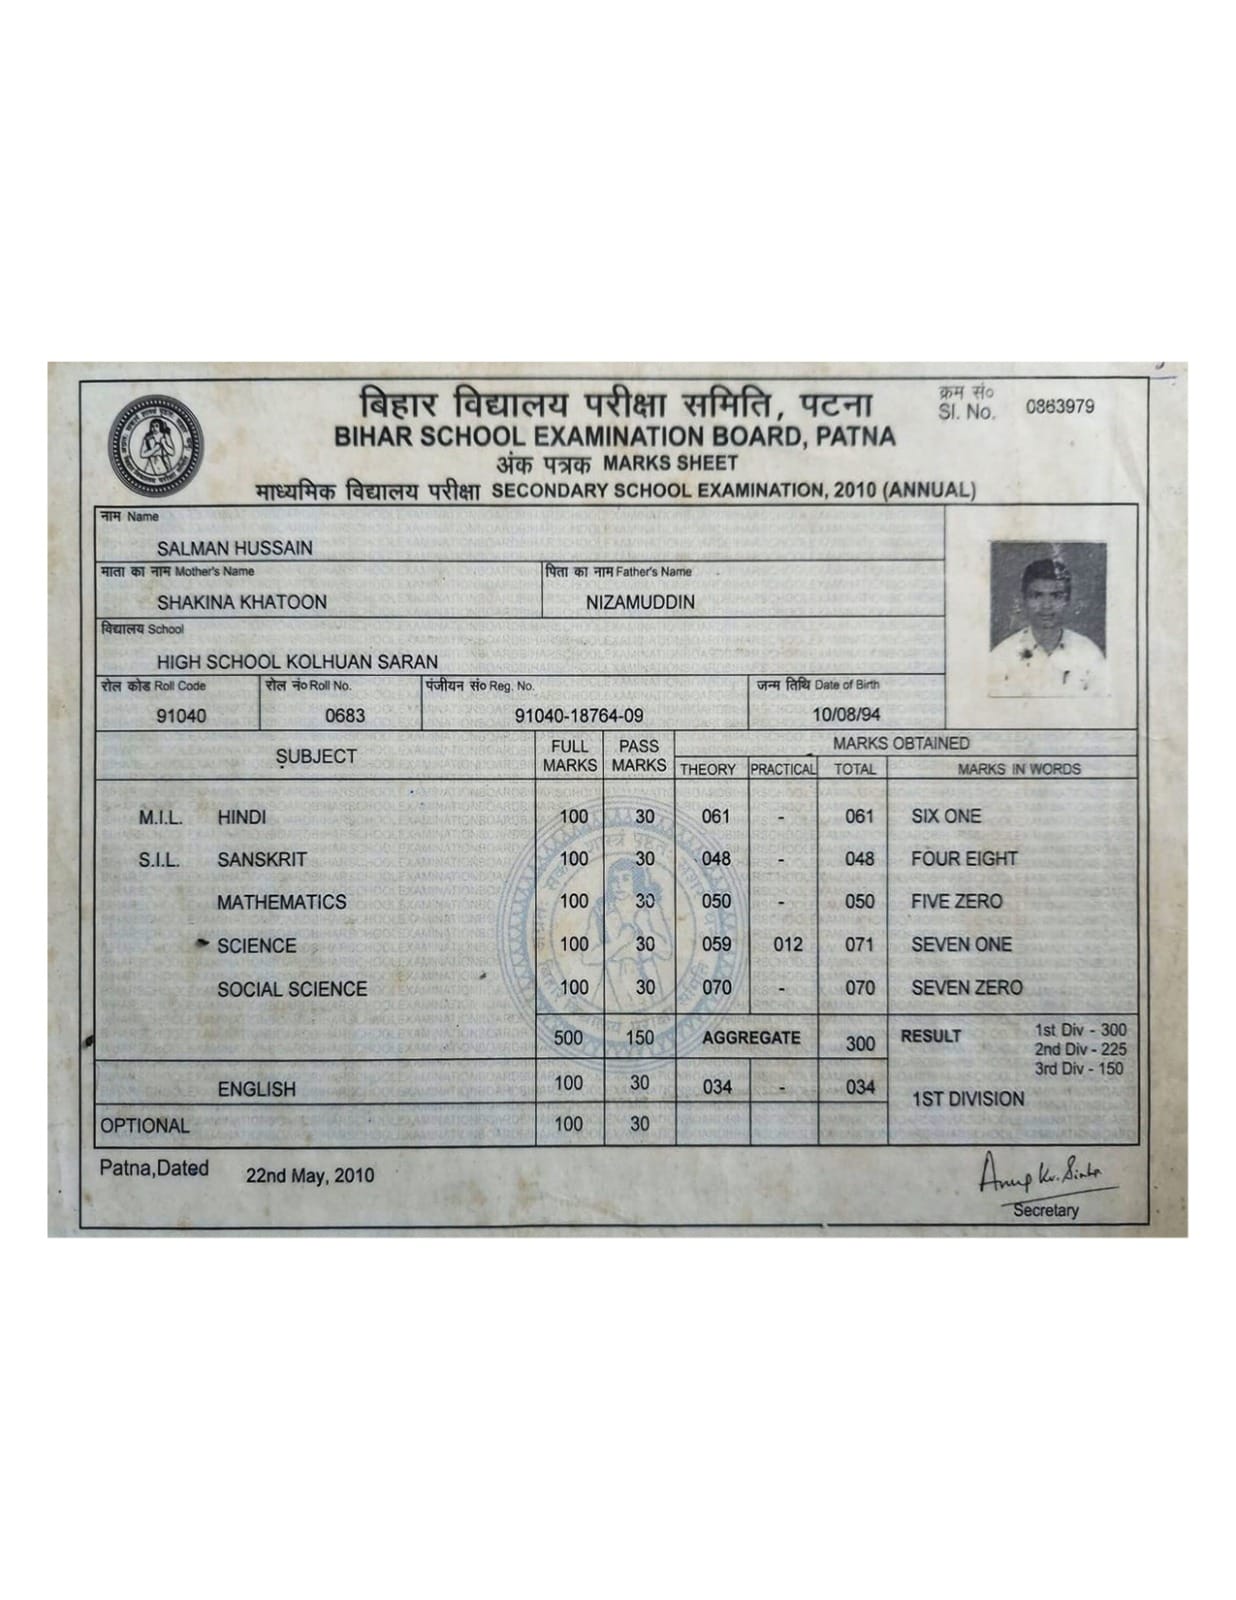 बिहार विद्यालय परीक्षा समिति, पटना
क्रम सं०
Sl. No. 0863979
BIHAR SCHOOL EXAMINATION BOARD, PATNA
अंक पत्रक MARKS SHEET
माध्यमिक विद्यालय परीक्षा SECONDARY SCHOOL EXAMINATION, 2010 (ANNUAL)
नाम Name
SALMAN HUSSAIN
माता का नाम Mother's Name पिता का नाम Father's Name
SHAKINA KHATOON NIZAMUDDIN
विद्यालय School
HIGH SCHOOL KOLHUAN SARAN
रोल कोड Roll Code रोल नं० Roll No. पंजीयन सं० Reg. No. जन्म तिथि Date of Birth
91040 0683 91040-18764-09 10/08/94
SUBJECT FULL MARKS PASS MARKS MARKS OBTAINED
THEORY PRACTICAL TOTAL MARKS IN WORDS
M.I.L. HINDI 100 30 061 - 061 SIX ONE
S.I.L. SANSKRIT 100 30 048 - 048 FOUR EIGHT
MATHEMATICS 100 30 050 - 050 FIVE ZERO
SCIENCE 100 30 059 012 071 SEVEN ONE
SOCIAL SCIENCE 100 30 070 - 070 SEVEN ZERO
500 150 AGGREGATE 300 RESULT 1st Div - 300
2nd Div - 225
3rd Div - 150
ENGLISH 100 30 034 - 034 1ST DIVISION
OPTIONAL 100 30
Patna,Dated 22nd May, 2010
Anup Kr. Sinha
Secretary